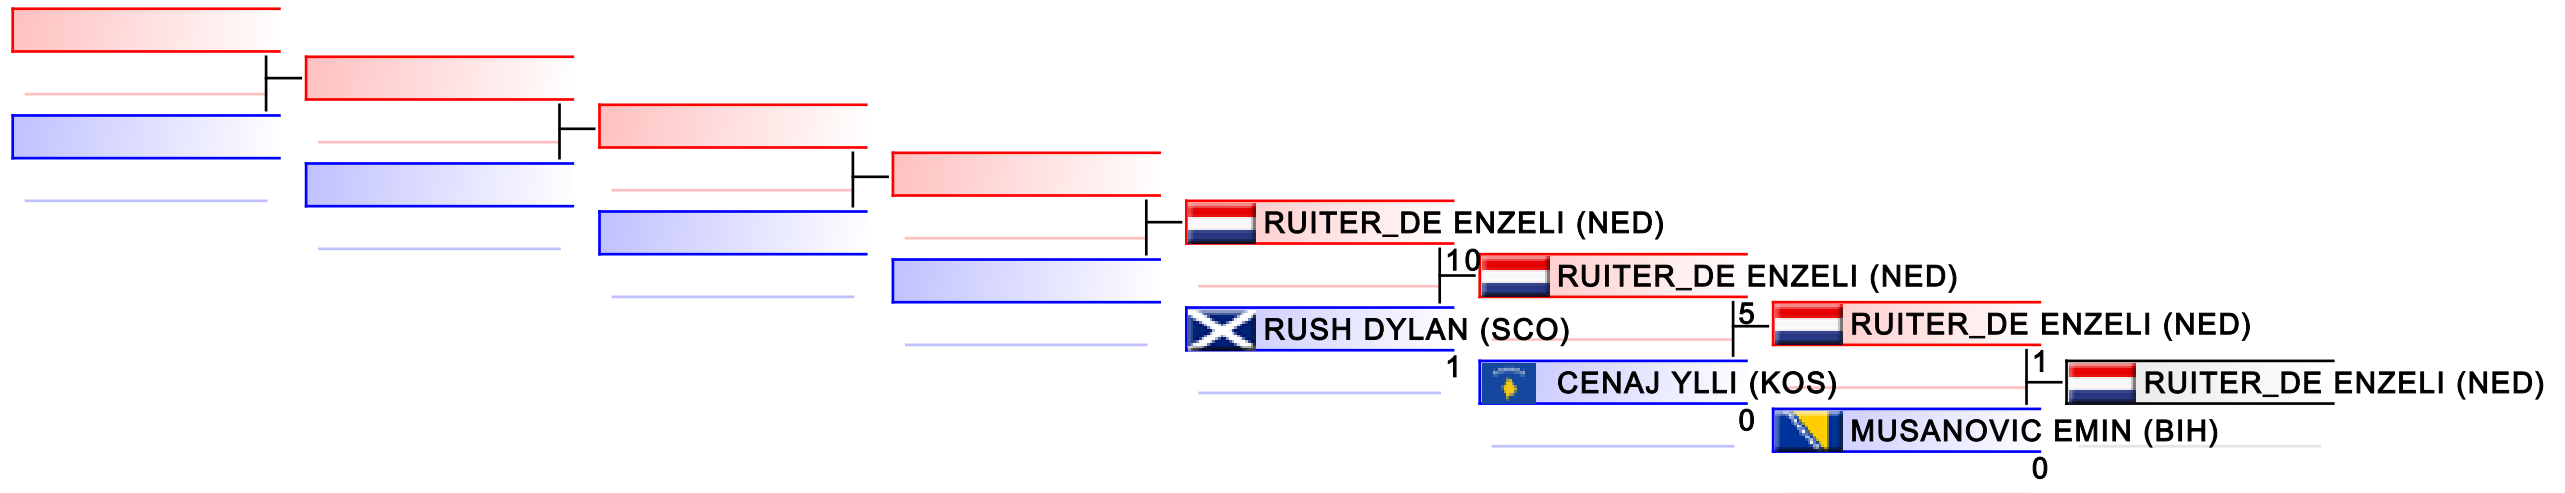 RUITER_DE ENZELI (NED)
10
RUITER_DE ENZELI (NED)
RUSH DYLAN (SCO)
1
5
RUITER_DE ENZELI (NED)
CENAJ YLLI (KOS)
0
1
RUITER_DE ENZELI (NED)
MUSANOVIC EMIN (BIH)
0